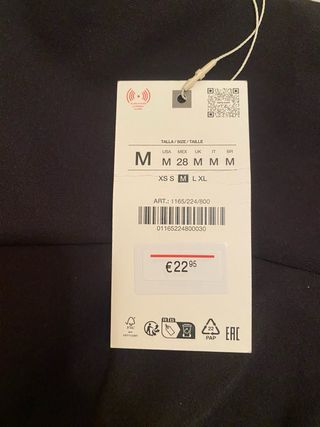 TALLA / SIZE / TAILLE
USA MEX UK IT BR
M M 28 M M M
XS S M L XL
ART.: 1165/224/800
01165224800030
€22 95
FSC
22
PAP
EAC